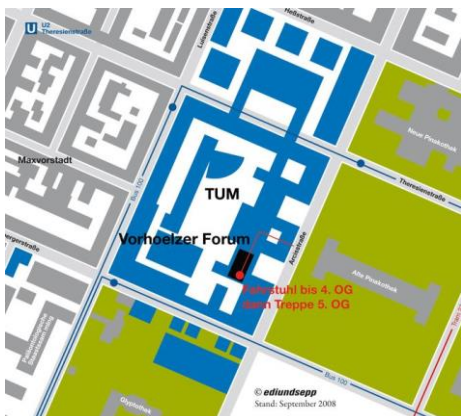 U2
Theresienstraße
Luisenstraße
Heßstraße
Neue Pinakothek
Maxvorstadt
Theresienstraße
Bus 100
TUM
Vorhoelzer Forum
Arcisstraße
Alte Pinakothek
Fahrstuhl bis 4. OG
dann Treppe 5. OG
Bus 100
Glyptothek
© ediundsepp
Stand: September 2008